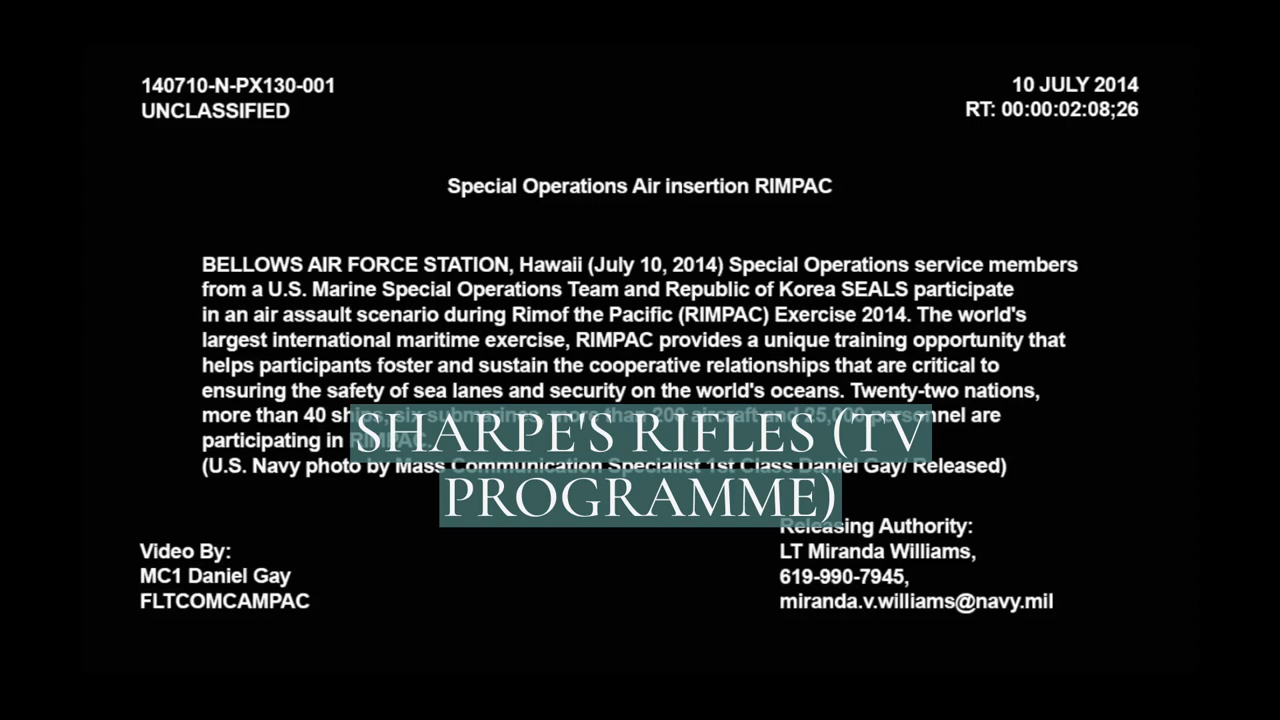 140710-N-PX130-001
UNCLASSIFIED
10 JULY 2014
RT: 00:00:02:08;26
Special Operations Air insertion RIMPAC
BELLOWS AIR FORCE STATION, Hawaii (July 10, 2014) Special Operations service members
from a U.S. Marine Special Operations Team and Republic of Korea SEALS participate
in an air assault scenario during Rimof the Pacific (RIMPAC) Exercise 2014. The world's
largest international maritime exercise, RIMPAC provides a unique training opportunity that
helps participants foster and sustain the cooperative relationships that are critical to
ensuring the safety of sea lanes and security on the world's oceans. Twenty-two nations,
more than 40 ships, six submarines, more than 200 aircraft and 25,000 personnel are
participating in RIMPAC.
(U.S. Navy photo by Mass Communication Specialist 1st Class Daniel Gay/ Released)
SHARPE'S RIFLES (TV
PROGRAMME)
Video By:
MC1 Daniel Gay
FLTCOMCAMPAC
Releasing Authority:
LT Miranda Williams,
619-990-7945,
miranda.v.williams@navy.mil